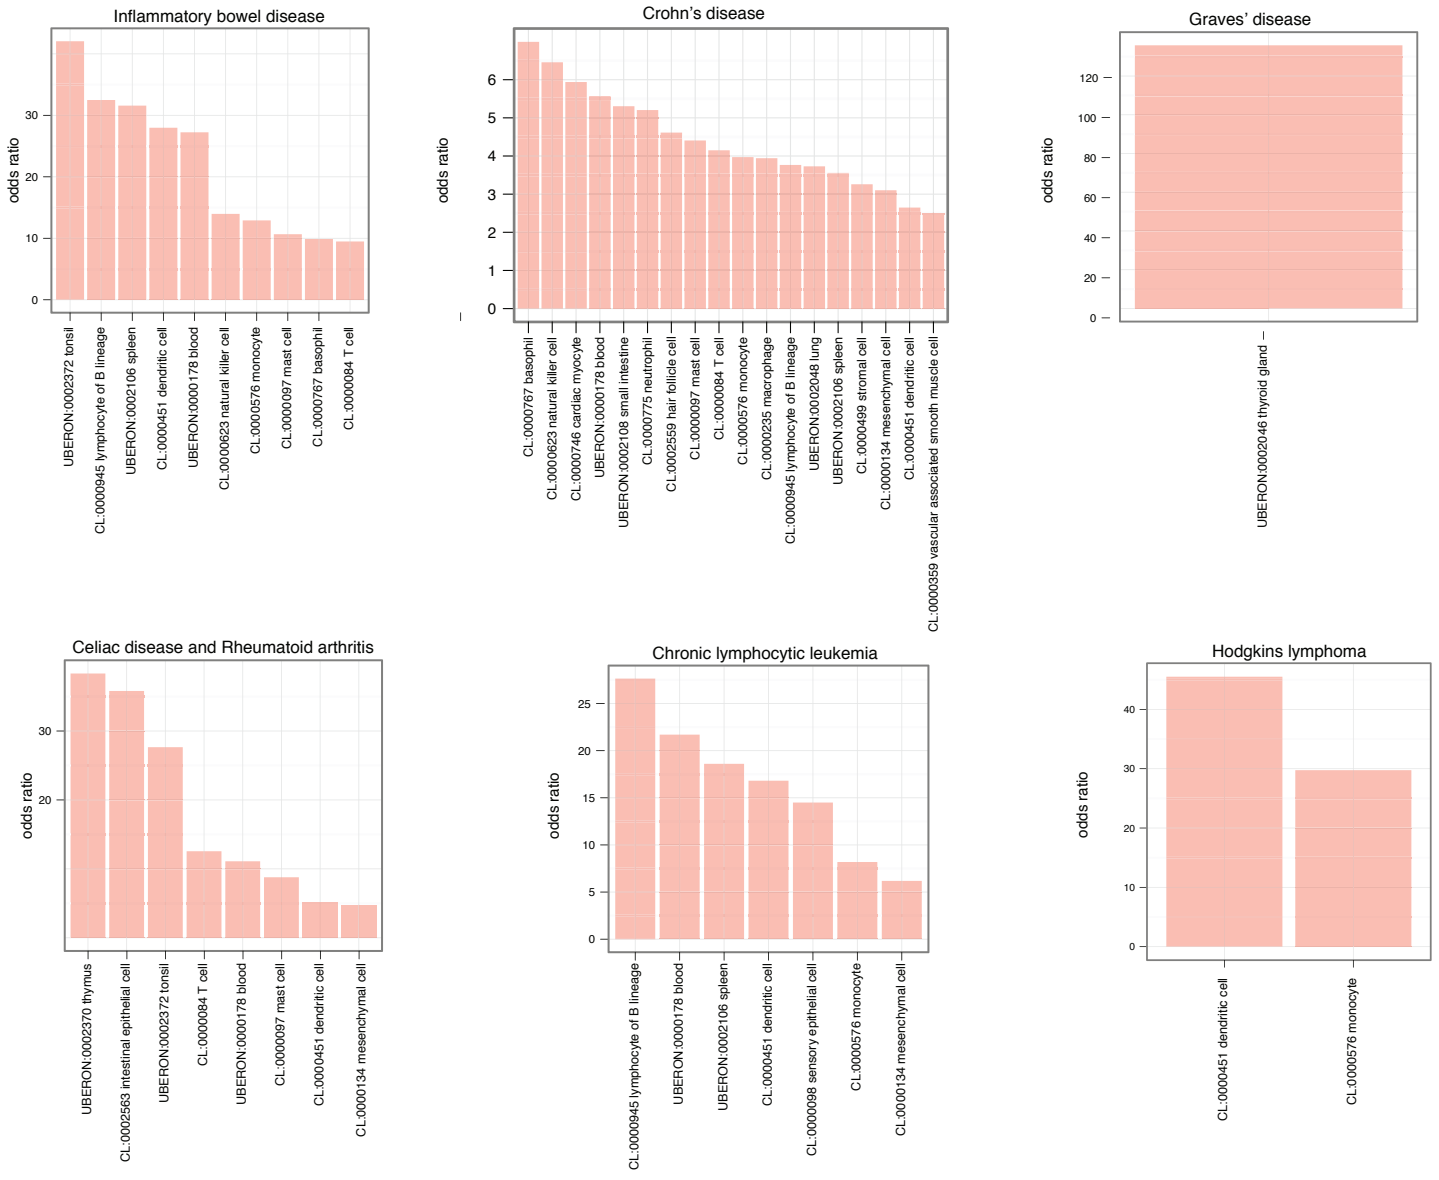 Inflammatory bowel disease
odds ratio
30
20
10
0
UBERON:0002372 tonsil
CL:0000945 lymphocyte of B lineage
UBERON:0002106 spleen
CL:0000451 dendritic cell
UBERON:0000178 blood
CL:0000623 natural killer cell
CL:0000576 monocyte
CL:0000097 mast cell
CL:0000767 basophil
CL:0000084 T cell
Crohn's disease
odds ratio
6
5
4
3
2
1
0
CL:0000767 basophil
CL:0000623 natural killer cell
CL:0000746 cardiac myocyte
UBERON:0000178 blood
UBERON:0002108 small intestine
CL:0000775 neutrophil
CL:0002559 hair follicle cell
CL:0000097 mast cell
CL:0000084 T cell
CL:0000576 monocyte
CL:0000235 macrophage
CL:0000945 lymphocyte of B lineage
UBERON:0002048 lung
UBERON:0002106 spleen
CL:0000499 stromal cell
CL:0000134 mesenchymal cell
CL:0000451 dendritic cell
CL:0000359 vascular associated smooth muscle cell
Graves' disease
odds ratio
120
100
80
60
40
20
0
UBERON:0002046 thyroid gland
Celiac disease and Rheumatoid arthritis
odds ratio
30
20
UBERON:0002370 thymus
CL:0002563 intestinal epithelial cell
UBERON:0002372 tonsil
CL:0000084 T cell
UBERON:0000178 blood
CL:0000097 mast cell
CL:0000451 dendritic cell
CL:0000134 mesenchymal cell
Chronic lymphocytic leukemia
odds ratio
25
20
15
10
5
0
CL:0000945 lymphocyte of B lineage
UBERON:0000178 blood
UBERON:0002106 spleen
CL:0000451 dendritic cell
CL:0000098 sensory epithelial cell
CL:0000576 monocyte
CL:0000134 mesenchymal cell
Hodgkins lymphoma
odds ratio
40
30
20
10
0
CL:0000451 dendritic cell
CL:0000576 monocyte